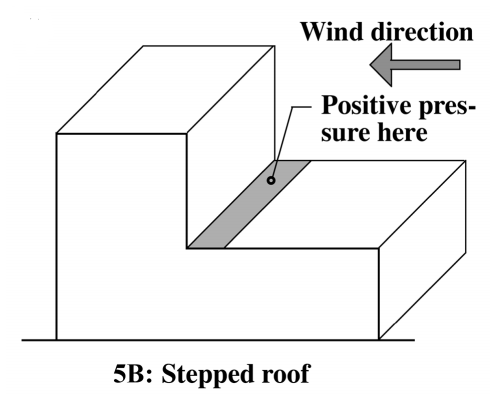 Wind direction
Positive pres-
sure here
5B: Stepped roof